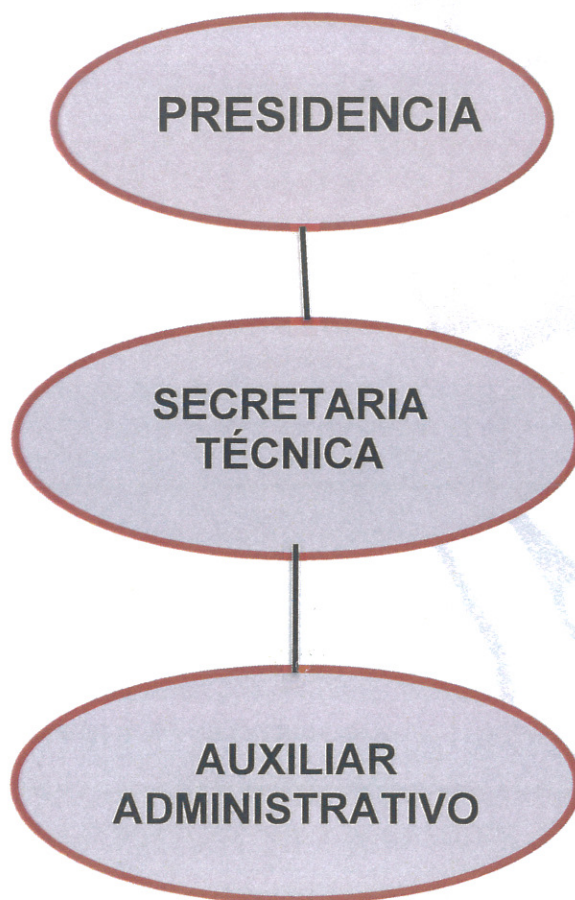 PRESIDENCIA
SECRETARIA
TÉCNICA
AUXILIAR
ADMINISTRATIVO